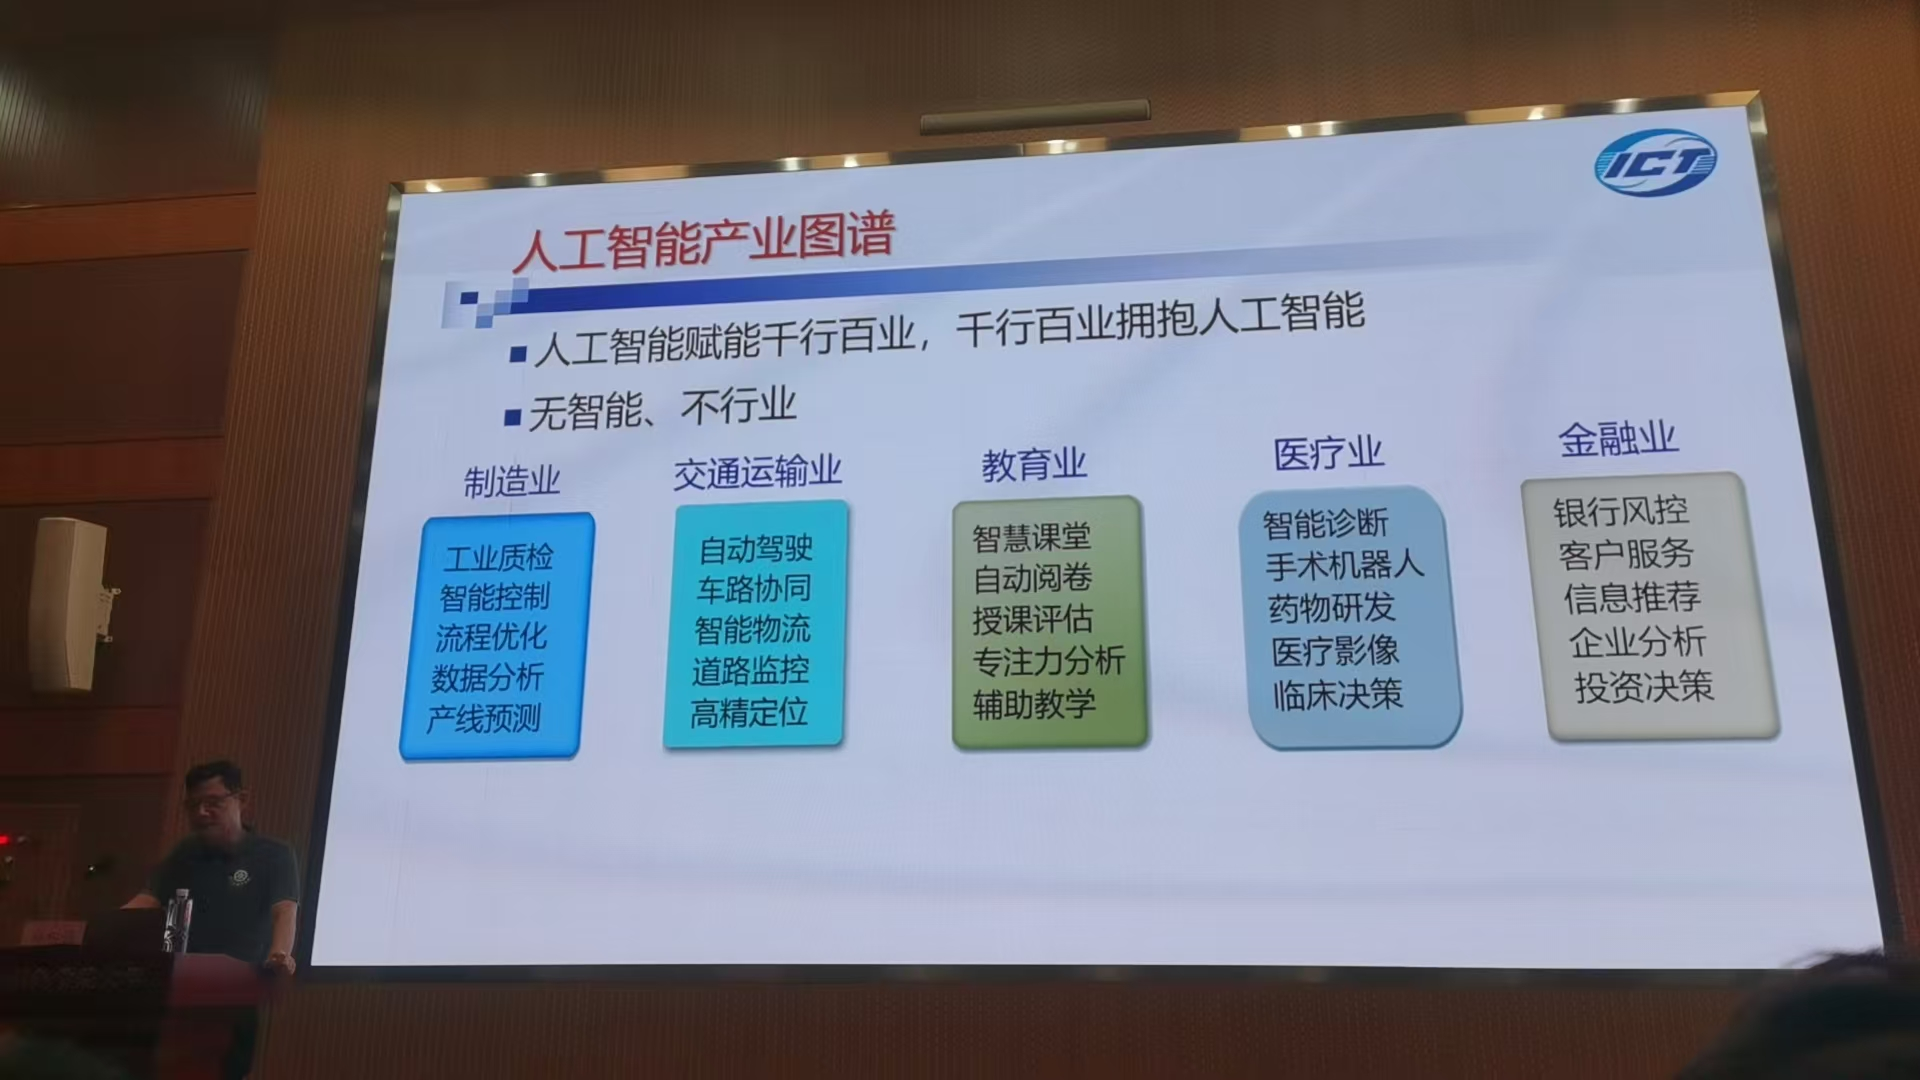 ICT
人工智能产业图谱
人工智能赋能千行百业，千行百业拥抱人工智能
无智能、不行业
制造业
工业质检
智能控制
流程优化
数据分析
产线预测
交通运输业
自动驾驶
车路协同
智能物流
道路监控
高精定位
教育业
智慧课堂
自动阅卷
授课评估
专注力分析
辅助教学
医疗业
智能诊断
手术机器人
药物研发
医疗影像
临床决策
金融业
银行风控
客户服务
信息推荐
企业分析
投资决策